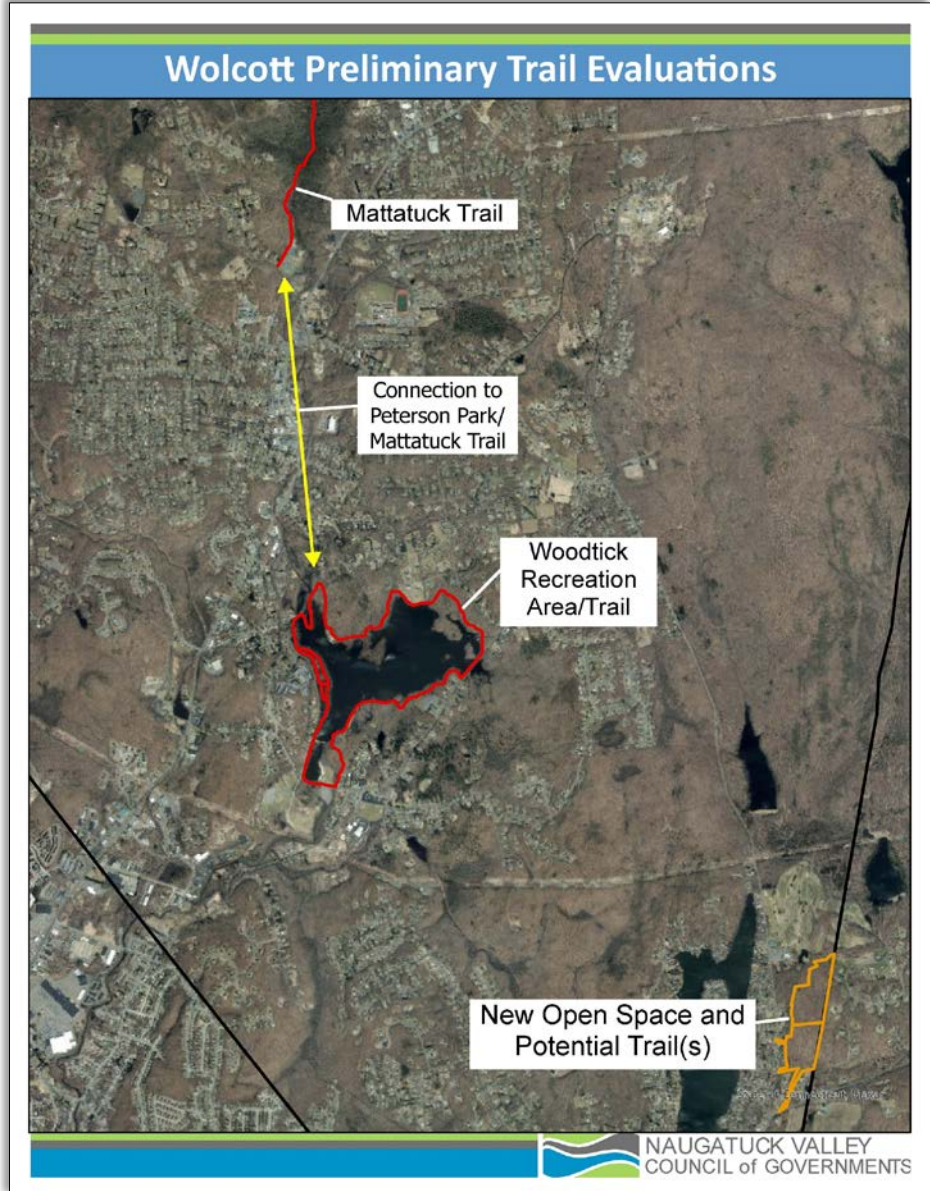 Wolcott Preliminary Trail Evaluations
Mattatuck Trail
Connection to
Peterson Park/
Mattatuck Trail
Woodtick
Recreation
Area/Trail
New Open Space and
Potential Trail(s)
NAUGATUCK VALLEY
COUNCIL of GOVERNMENTS